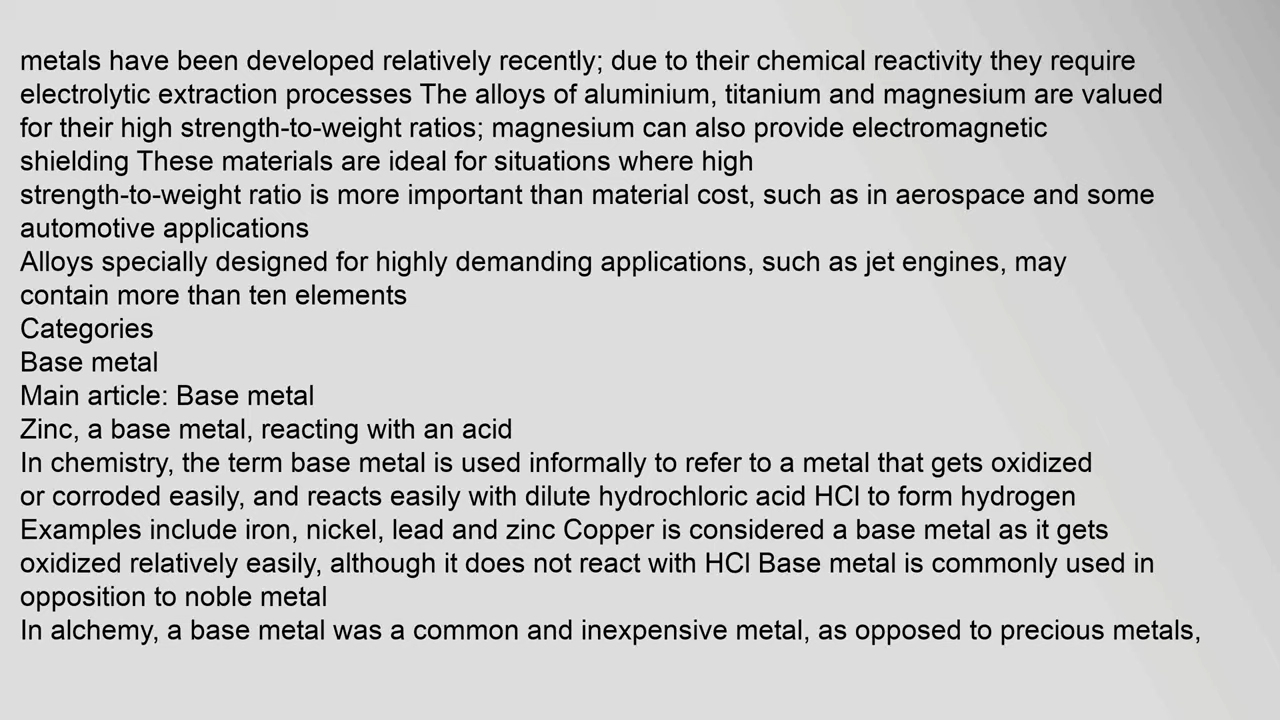 metals have been developed relatively recently; due to their chemical reactivity they require
electrolytic extraction processes The alloys of aluminium, titanium and magnesium are valued
for their high strength-to-weight ratios; magnesium can also provide electromagnetic
shielding These materials are ideal for situations where high
strength-to-weight ratio is more important than material cost, such as in aerospace and some
automotive applications
Alloys specially designed for highly demanding applications, such as jet engines, may
contain more than ten elements
Categories
Base metal
Main article: Base metal
Zinc, a base metal, reacting with an acid
In chemistry, the term base metal is used informally to refer to a metal that gets oxidized
or corroded easily, and reacts easily with dilute hydrochloric acid HCl to form hydrogen
Examples include iron, nickel, lead and zinc Copper is considered a base metal as it gets
oxidized relatively easily, although it does not react with HCl Base metal is commonly used in
opposition to noble metal
In alchemy, a base metal was a common and inexpensive metal, as opposed to precious metals,